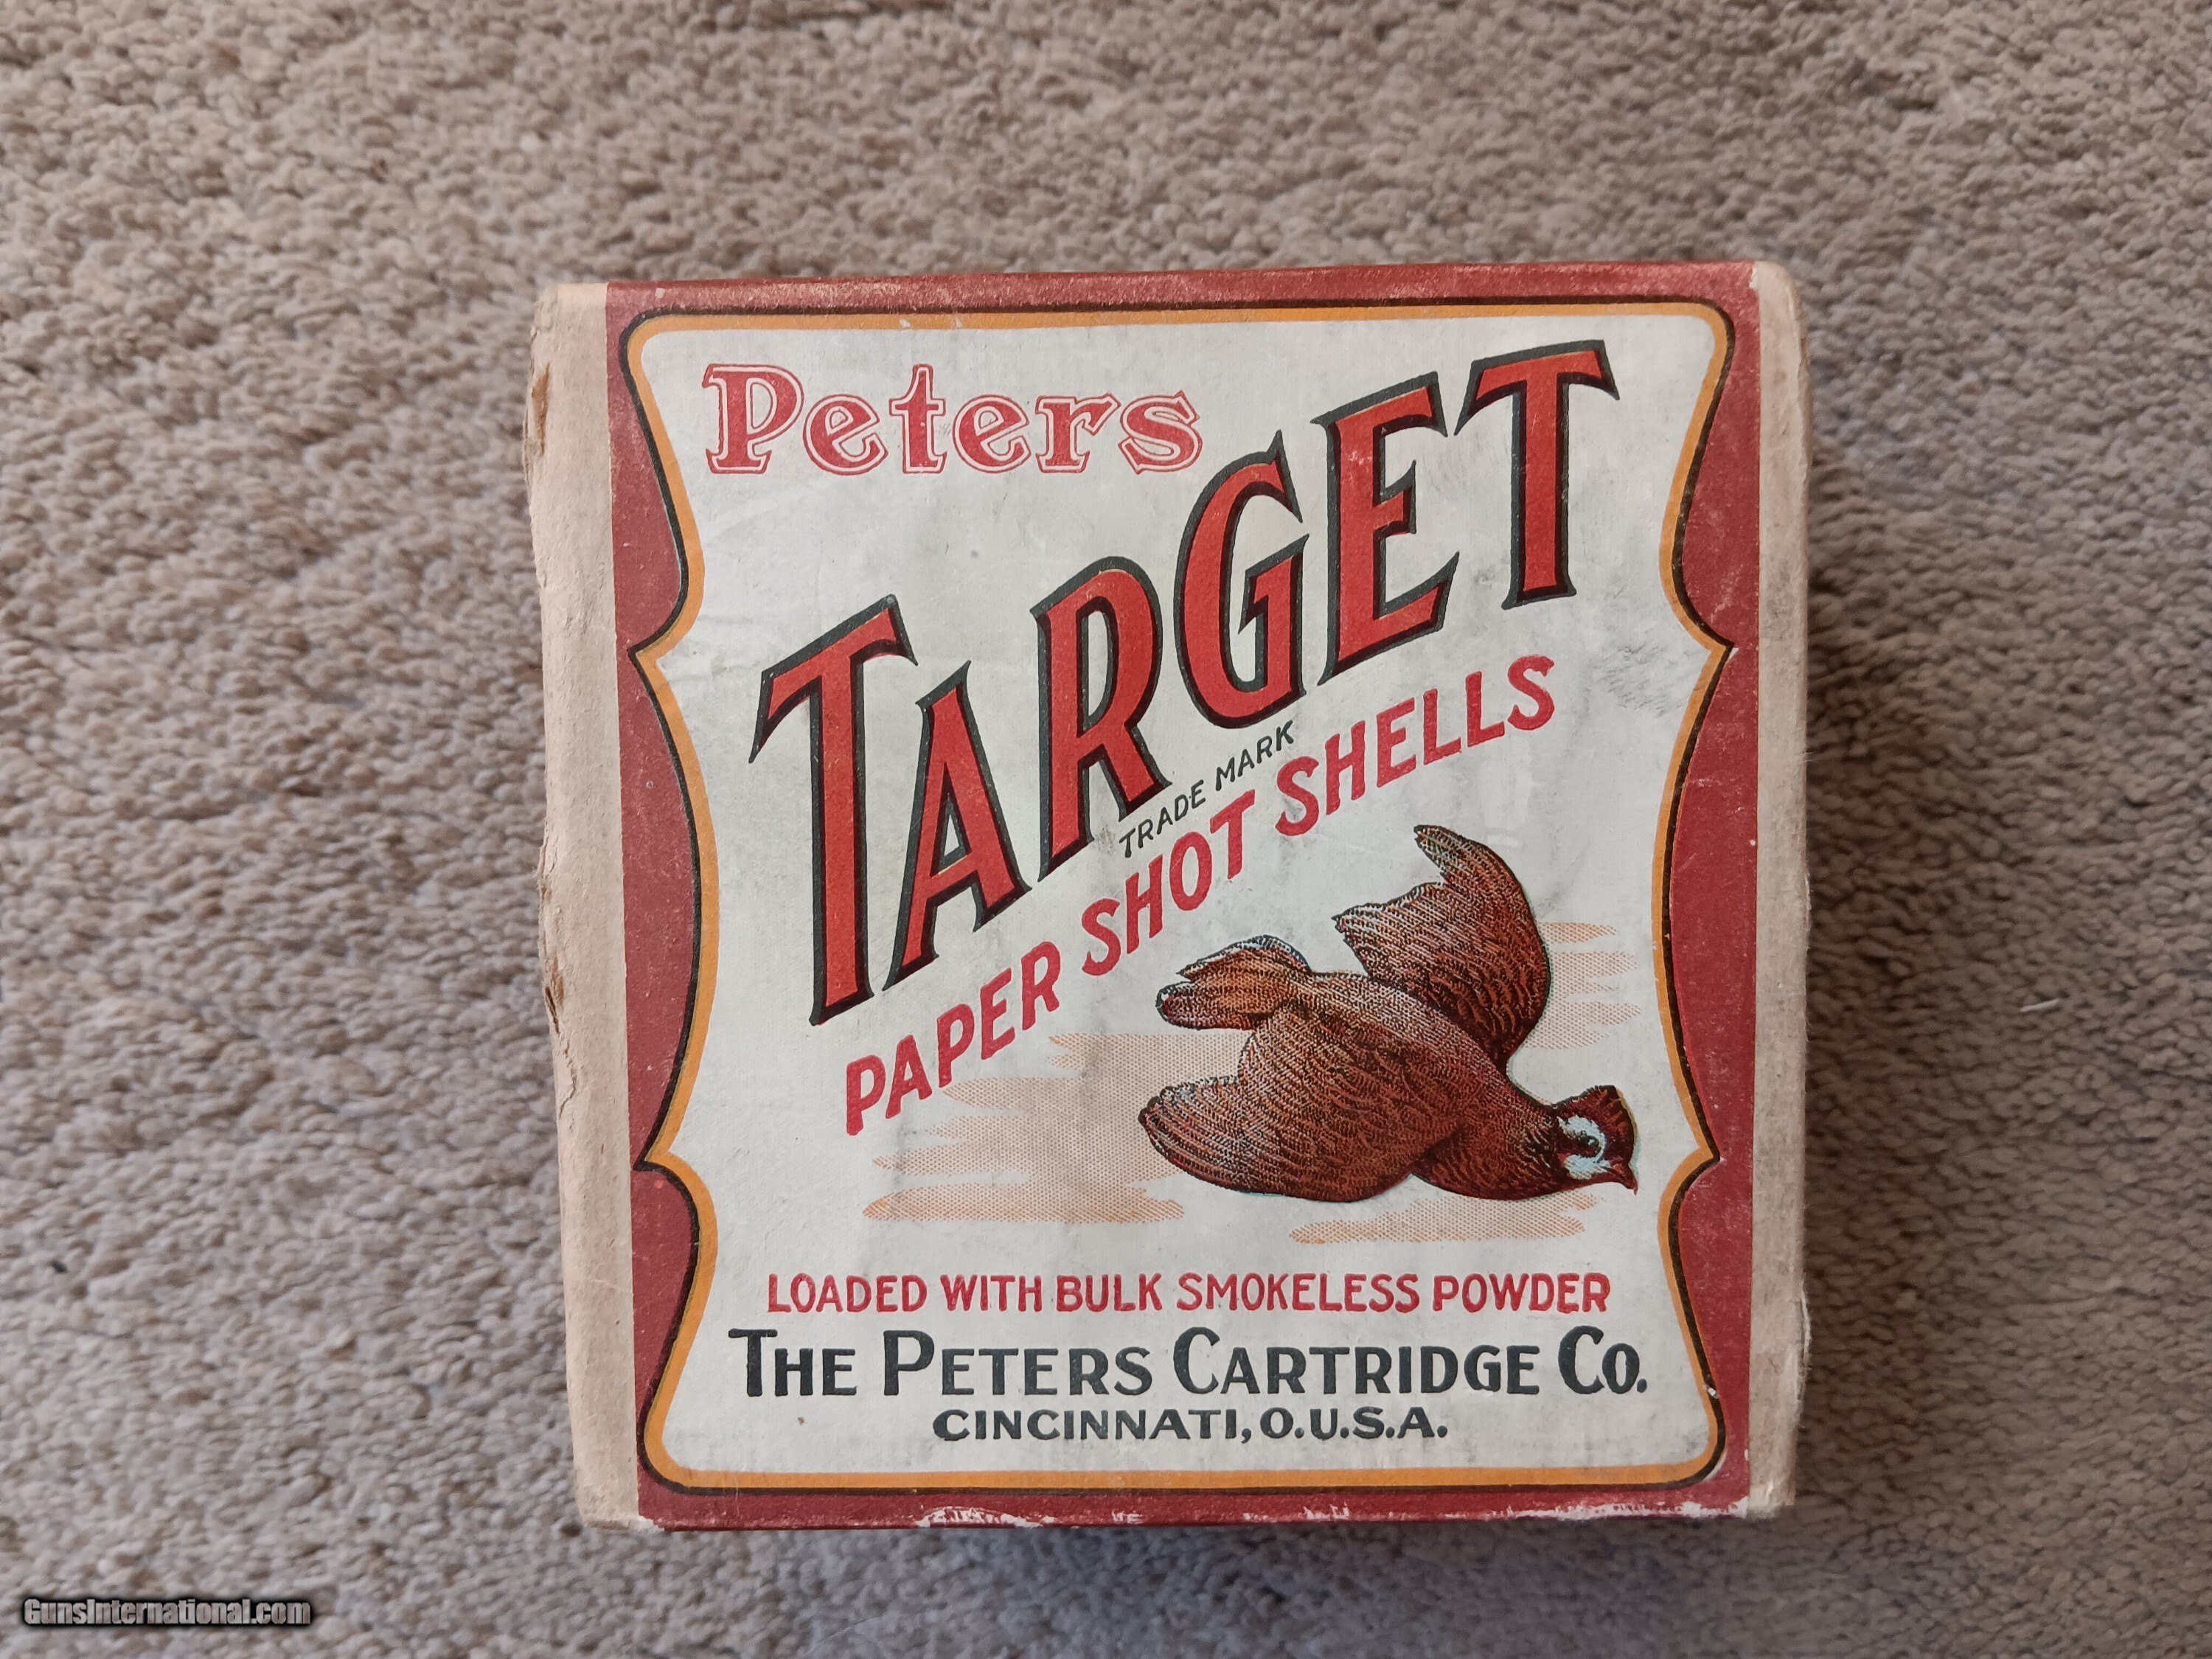 Peters
TARGET
TRADE MARK
PAPER SHOT SHELLS
LOADED WITH BULK SMOKELESS POWDER
THE PETERS CARTRIDGE CO.
CINCINNATI, O.U.S.A.
GunsInternational.com